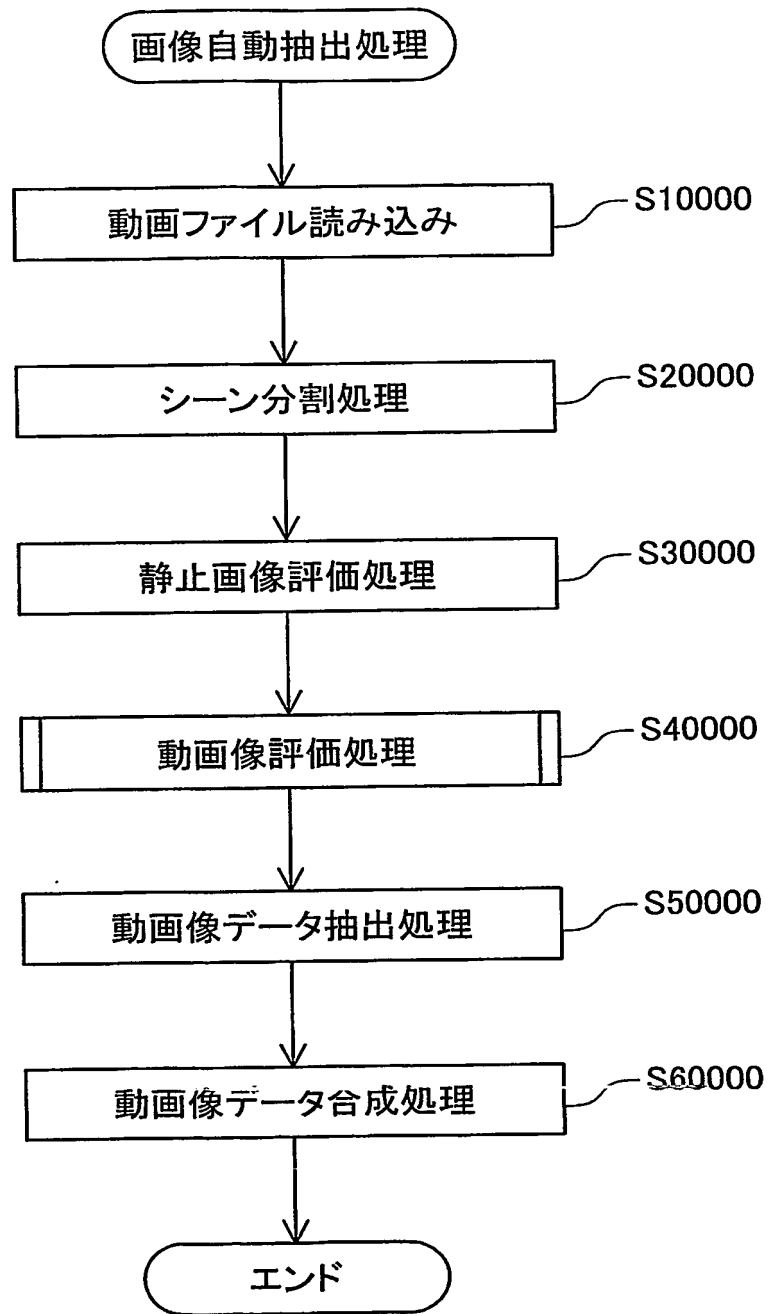 画像自動抽出処理
動画ファイル読み込み
S10000
シーン分割処理
S20000
静止画像評価処理
S30000
動画像評価処理
S40000
動画像データ抽出処理
S50000
動画像データ合成処理
S60000
エンド